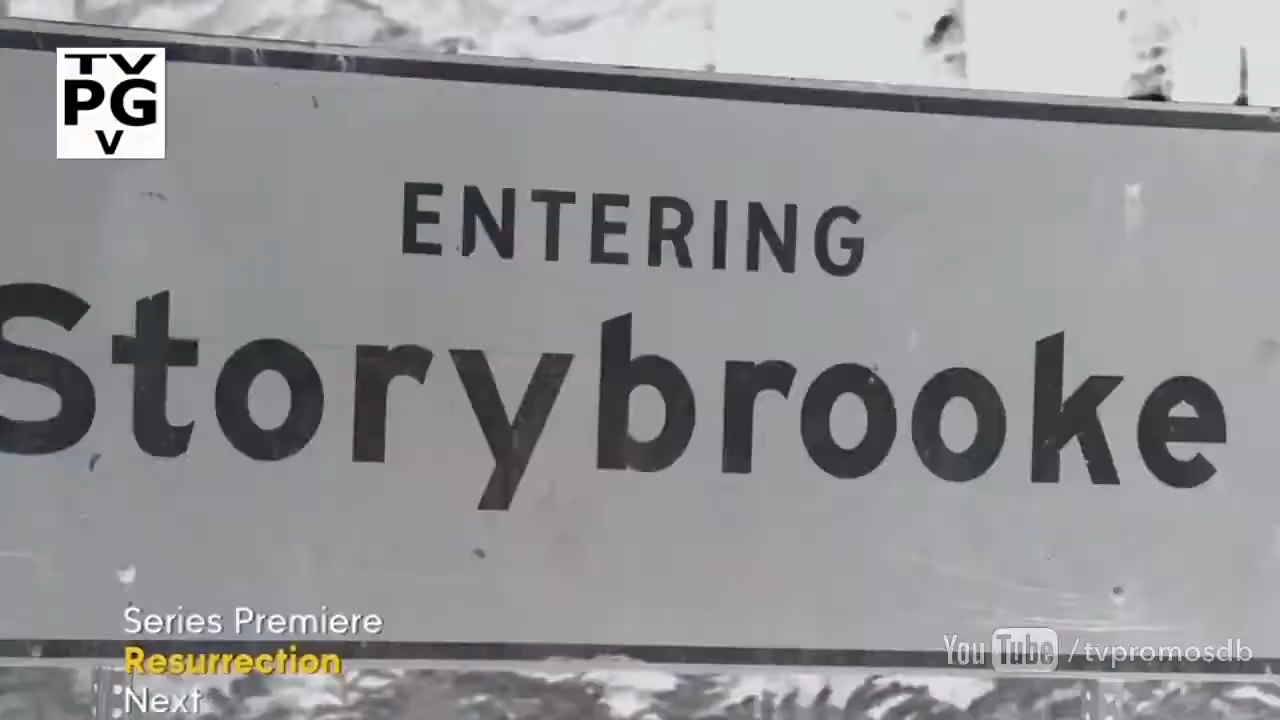 TV
PG
V
ENTERING
Storybrooke
Series Premiere
Resurrection
Next
YouTube /tvpromosdb